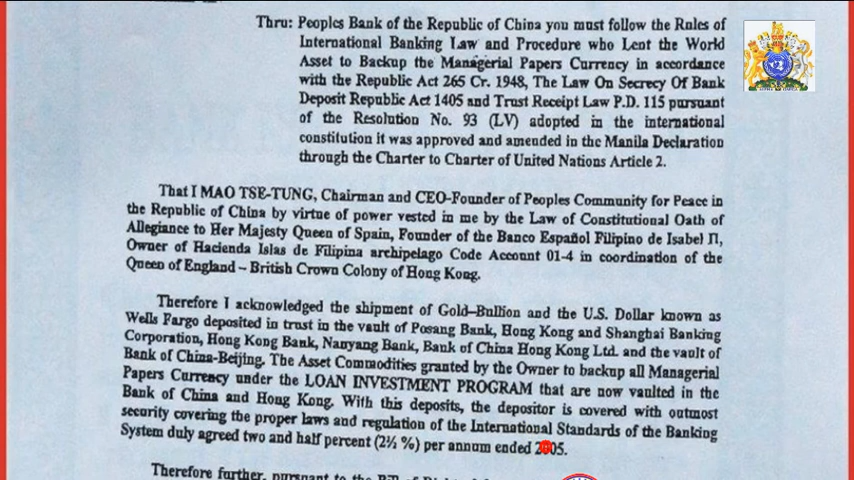 Thru: Peoples Bank of the Republic of China you must follow the Rules of
International Banking Law and Procedure who Lent the World
Asset to Backup the Managerial Papers Currency in accordance
with the Republic Act 265 Cr. 1948, The Law On Secrecy Of Bank
Deposit Republic Act 1405 and Trust Receipt Law P.D. 115 pursuant
of the Resolution No. 93 (LV) adopted in the international
constitution it was approved and amended in the Manila Declaration
through the Charter to Charter of United Nations Article 2.
That I MAO TSE-TUNG, Chairman and CEO-Founder of Peoples Community for Peace in
the Republic of China by virtue of power vested in me by the Law of Constitutional Oath of
Allegiance to Her Majesty Queen of Spain, Founder of the Banco Español Filipino de Isabel II,
Owner of Hacienda Islas de Filipina archipelago Code Account 01-4 in coordination of the
Queen of England – British Crown Colony of Hong Kong.
Therefore I acknowledged the shipment of Gold–Bullion and the U.S. Dollar known as
Wells Fargo deposited in trust in the vault of Posang Bank, Hong Kong and Shanghai Banking
Corporation, Hong Kong Bank, Nanyang Bank, Bank of China Hong Kong Ltd. and the vault of
Bank of China-Beijing. The Asset Commodities granted by the Owner to backup all Managerial
Papers Currency under the LOAN INVESTMENT PROGRAM that are now vaulted in the
Bank of China and Hong Kong. With this deposits, the depositor is covered with outmost
security covering the proper laws and regulation of the International Standards of the Banking
System duly agreed two and half percent (2½ %) per annum ended 2005.
Therefore further, pursuant to the